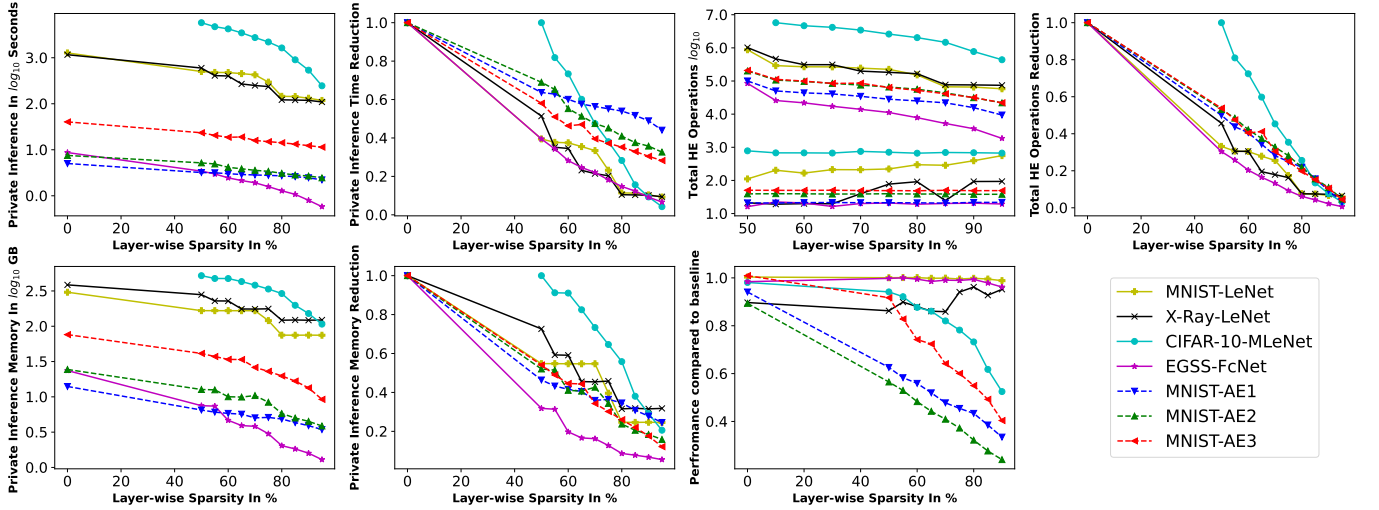 Private Inference In log10 Seconds
3.0
2.0
1.0
0.0
0 20 40 60 80
Layer-wise Sparsity In %
Private Inference Time Reduction
1.0
0.8
0.6
0.4
0.2
0.0
0 20 40 60 80
Layer-wise Sparsity In %
Total HE Operations log10
7.0
6.0
5.0
4.0
3.0
2.0
1.0
50 60 70 80 90
Layer-wise Sparsity In %
Total HE Operations Reduction
1.0
0.8
0.6
0.4
0.2
0.0
0 20 40 60 80
Layer-wise Sparsity In %
Private Inference Memory In log10 GB
2.5
2.0
1.5
1.0
0.5
0.0
0 20 40 60 80
Layer-wise Sparsity In %
Private Inference Memory Reduction
1.0
0.8
0.6
0.4
0.2
0 20 40 60 80
Layer-wise Sparsity In %
Perfromance compared to baseline
1.0
0.8
0.6
0.4
0 20 40 60 80
Layer-wise Sparsity In %
MNIST-LeNet
X-Ray-LeNet
CIFAR-10-MLeNet
EGSS-FcNet
MNIST-AE1
MNIST-AE2
MNIST-AE3